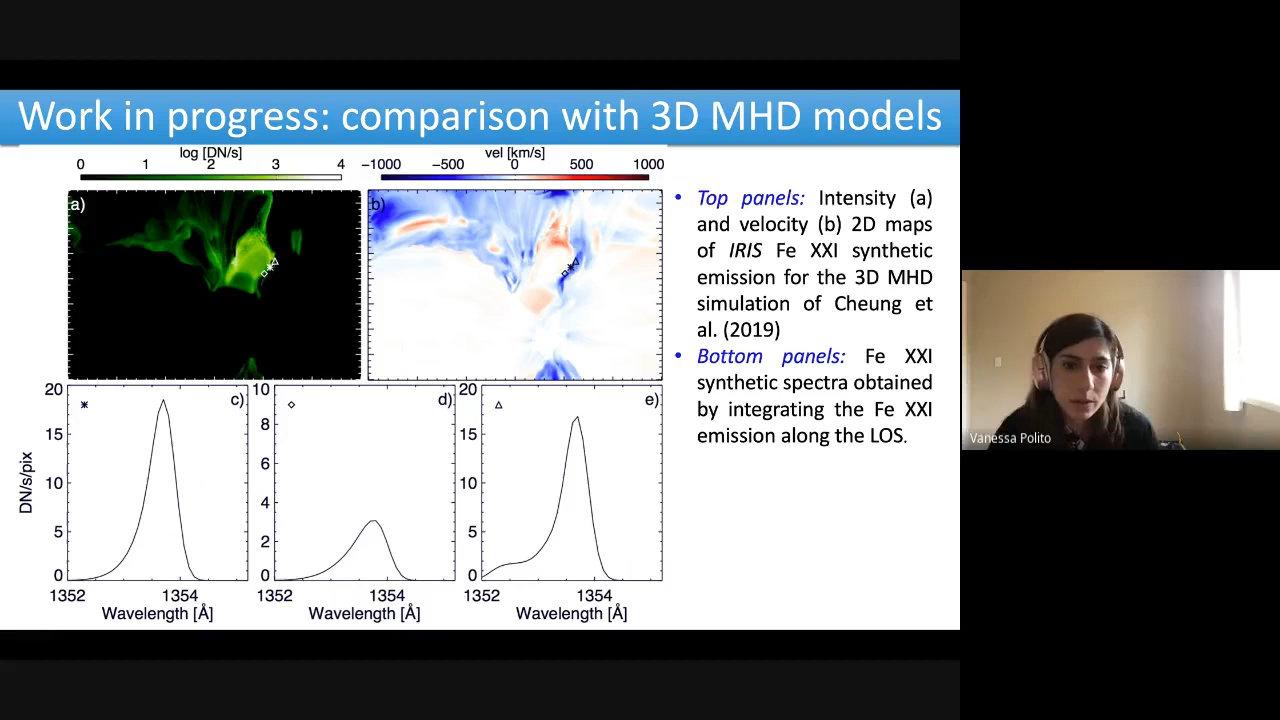 Work in progress: comparison with 3D MHD models
log [DN/s]
0 1 2 3 4
vel [km/s]
-1000 -500 0 500 1000
a)
b)
• Top panels: Intensity (a)
and velocity (b) 2D maps
of IRIS Fe XXI synthetic
emission for the 3D MHD
simulation of Cheung et
al. (2019)
• Bottom panels: Fe XXI
synthetic spectra obtained
by integrating the Fe XXI
emission along the LOS.
DN/s/pix
20
15
10
5
0
c)
1352 1354
Wavelength [Å]
10
8
6
4
2
0
d)
1352 1354
Wavelength [Å]
20
15
10
5
0
e)
1352 1354
Wavelength [Å]
Vanessa Polito